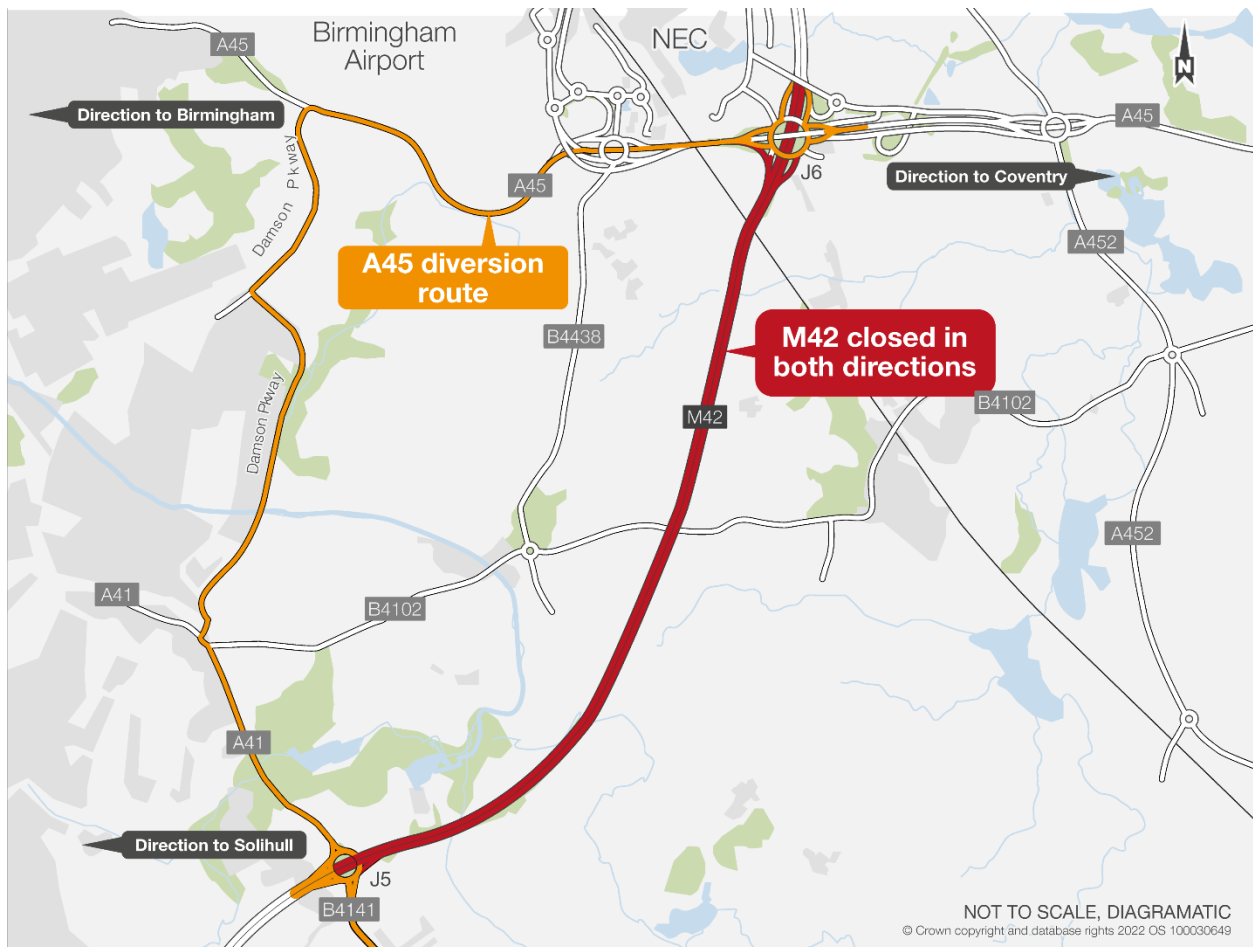 A45
Birmingham
Airport
NEC
N
Direction to Birmingham
A45
Damson Pkway
A45
J6
Direction to Coventry
A452
A45 diversion
route
B4438
M42 closed in
both directions
B4102
M42
Damson Pkway
A452
A41
B4102
A41
Direction to Solihull
J5
B4141
NOT TO SCALE, DIAGRAMATIC
© Crown copyright and database rights 2022 OS 100030649